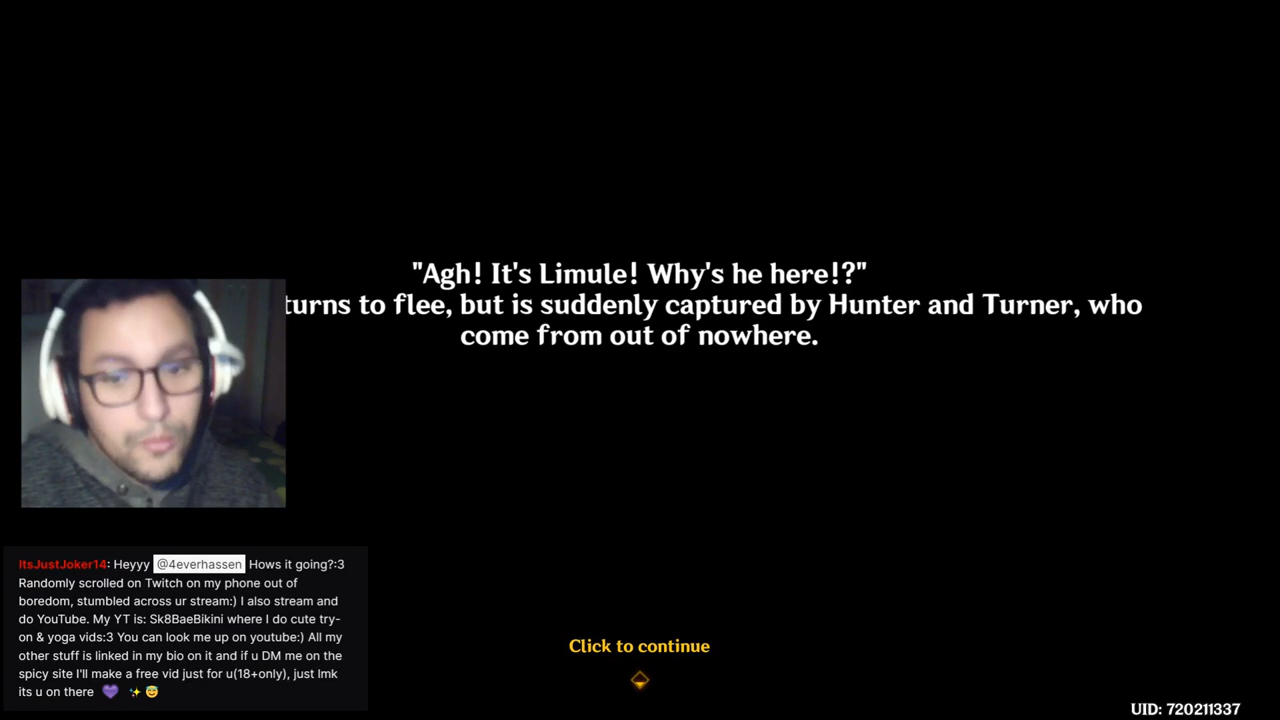 "Agh! It's Limule! Why's he here!?"
turns to flee, but is suddenly captured by Hunter and Turner, who
come from out of nowhere.
ItsJustJoker14: Heyyy @4everhassen Hows it going?:3
Randomly scrolled on Twitch on my phone out of
boredom, stumbled across ur stream:) I also stream and
do YouTube. My YT is: Sk8BaeBikini where I do cute try-
on & yoga vids:3 You can look me up on youtube:) All my
other stuff is linked in my bio on it and if u DM me on the
spicy site I'll make a free vid just for u(18+only), just lmk
its u on there 💜 ✨ 😅
Click to continue
UID: 720211337